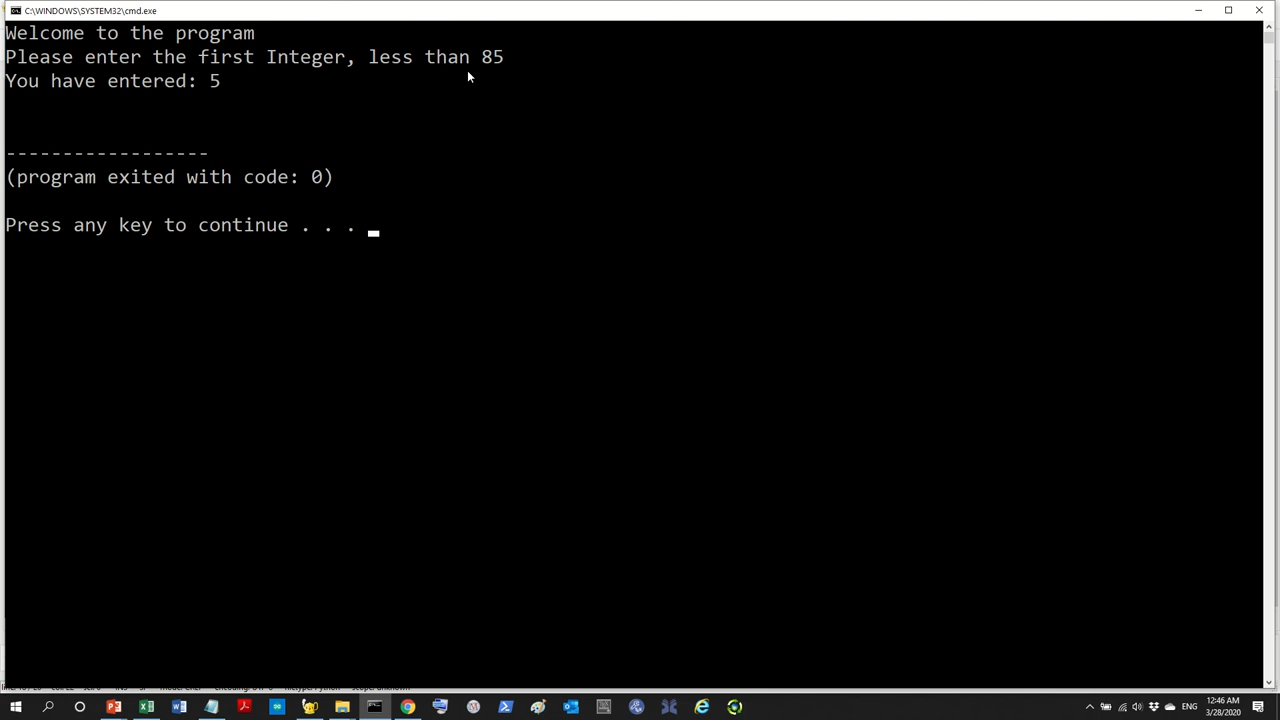 C:\WINDOWS\SYSTEM32\cmd.exe
Welcome to the program
Please enter the first Integer, less than 85
You have entered: 5
------------------
(program exited with code: 0)
Press any key to continue . . .
12:46 AM
3/28/2020